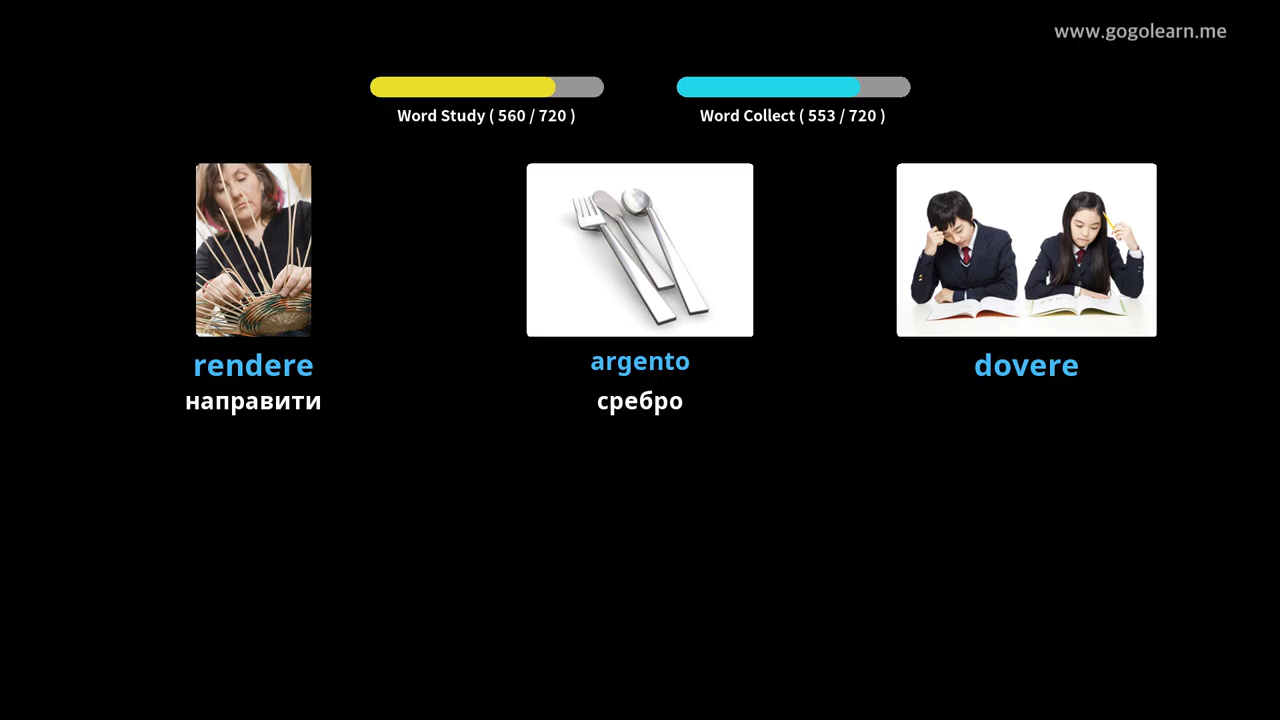 www.gogolearn.me
Word Study ( 560 / 720 )
Word Collect ( 553 / 720 )
rendere
направити
argento
сребро
dovere